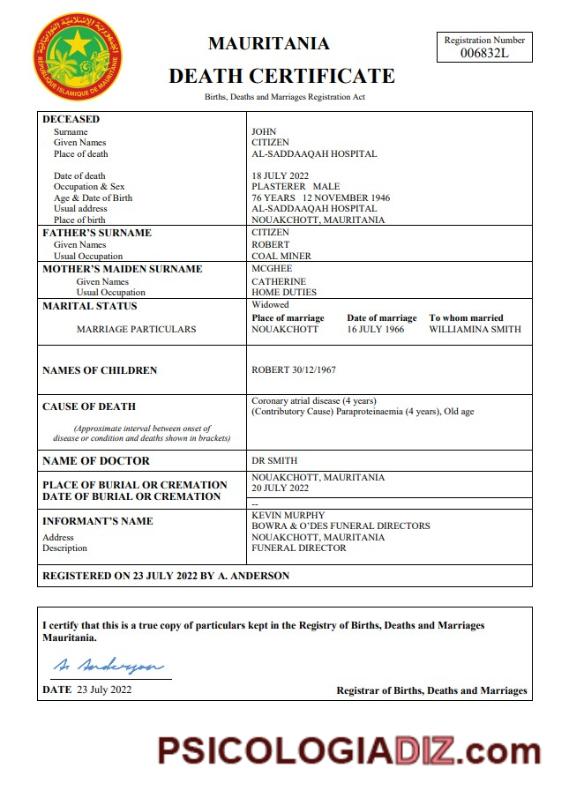 MAURITANIA
Registration Number
006832L
DEATH CERTIFICATE
Births, Deaths and Marriages Registration Act
REPUBLIQUE ISLAMIQUE DE MAURITANIE
DECEASED
Surname JOHN
Given Names CITIZEN
Place of death AL-SADDAAQAH HOSPITAL
Date of death 18 JULY 2022
Occupation & Sex PLASTERER MALE
Age & Date of Birth 76 YEARS 12 NOVEMBER 1946
Usual address AL-SADDAAQAH HOSPITAL
Place of birth NOUAKCHOTT, MAURITANIA
FATHER'S SURNAME CITIZEN
Given Names ROBERT
Usual Occupation COAL MINER
MOTHER'S MAIDEN SURNAME MCGHEE
Given Names CATHERINE
Usual Occupation HOME DUTIES
MARITAL STATUS Widowed
Place of marriage Date of marriage To whom married
MARRIAGE PARTICULARS NOUAKCHOTT 16 JULY 1966 WILLIAMINA SMITH
NAMES OF CHILDREN ROBERT 30/12/1967
Coronary atrial disease (4 years)
CAUSE OF DEATH (Contributory Cause) Paraproteinaemia (4 years), Old age
(Approximate interval between onset of
disease or condition and deaths shown in brackets)
NAME OF DOCTOR DR SMITH
NOUAKCHOTT, MAURITANIA
PLACE OF BURIAL OR CREMATION 20 JULY 2022
DATE OF BURIAL OR CREMATION
--
INFORMANT'S NAME KEVIN MURPHY
BOWRA & O'DES FUNERAL DIRECTORS
Address NOUAKCHOTT, MAURITANIA
Description FUNERAL DIRECTOR
REGISTERED ON 23 JULY 2022 BY A. ANDERSON
I certify that this is a true copy of particulars kept in the Registry of Births, Deaths and Marriages
Mauritania.
A. Anderson
DATE 23 July 2022 Registrar of Births, Deaths and Marriages
PSICOLOGIADIZ.com